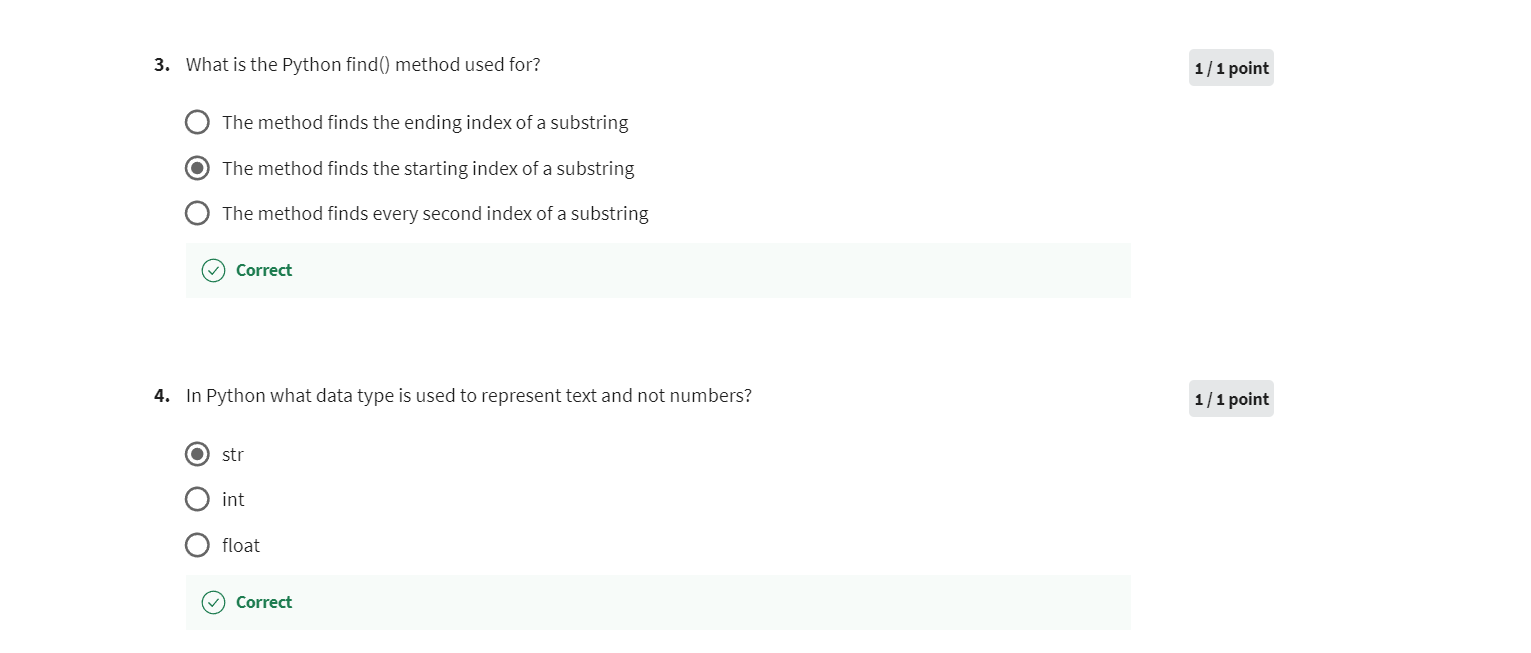 3. What is the Python find() method used for?
1 / 1 point
The method finds the ending index of a substring
The method finds the starting index of a substring
The method finds every second index of a substring
Correct
4. In Python what data type is used to represent text and not numbers?
1 / 1 point
str
int
float
Correct